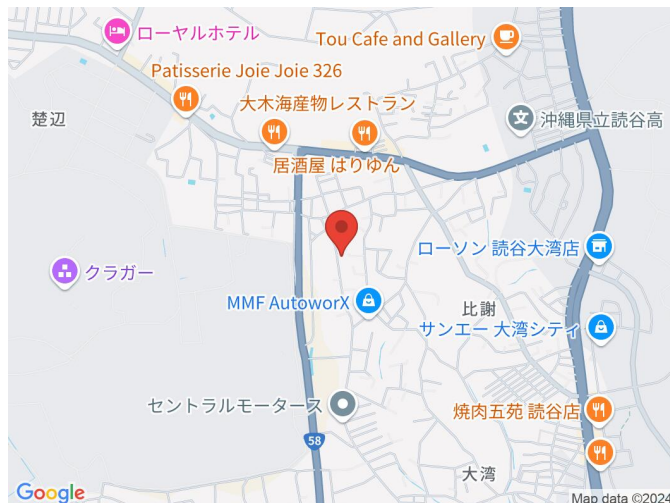 ローヤルホテル
Tou Cafe and Gallery
Patisserie Joie Joie 326
大木海産物レストラン
楚辺
沖縄県立読谷高
居酒屋 はりゆん
ローソン 読谷大湾店
クラガー
MMF AutoworX
比謝
サンエー 大湾シティ
セントラルモータース
焼肉五苑 読谷店
58
大湾
Google
Map data ©2024